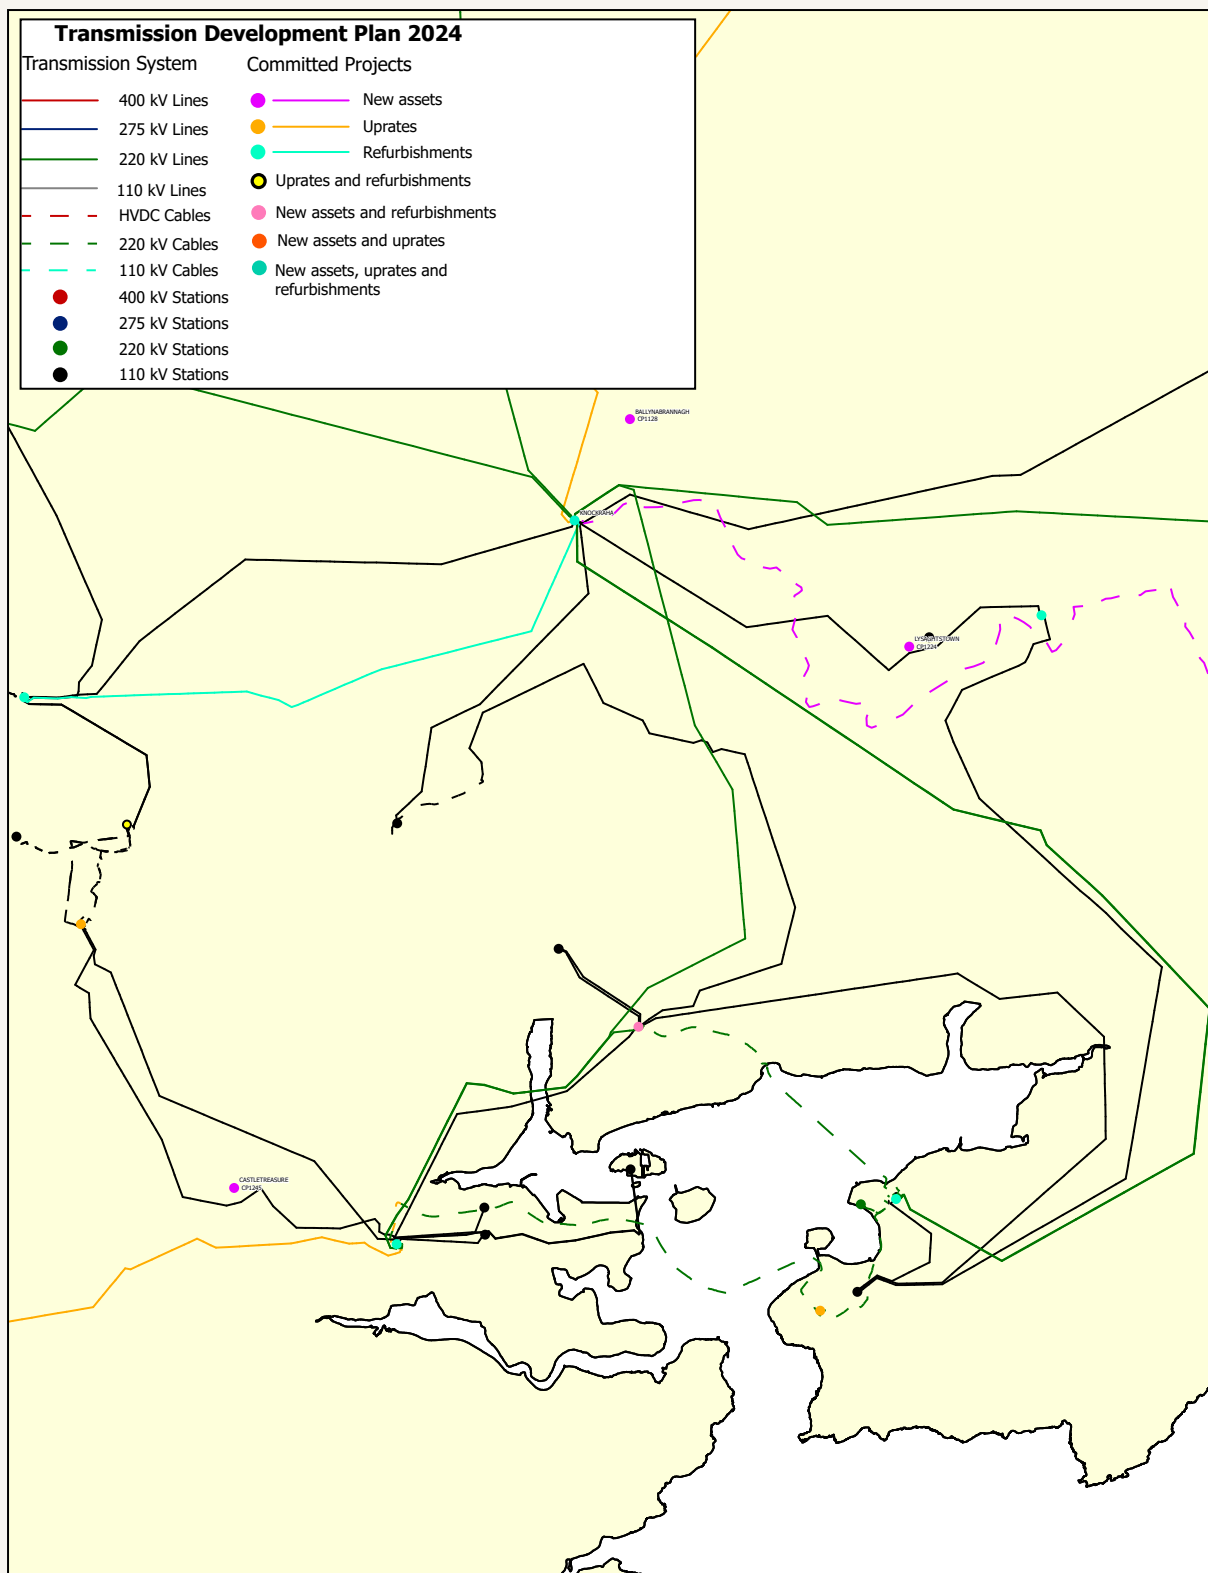 Transmission Development Plan 2024
Transmission System
Committed Projects
400 kV Lines
275 kV Lines
220 kV Lines
110 kV Lines
HVDC Cables
220 kV Cables
110 kV Cables
400 kV Stations
275 kV Stations
220 kV Stations
110 kV Stations
New assets
Uprates
Refurbishments
Uprates and refurbishments
New assets and refurbishments
New assets and uprates
New assets, uprates and
refurbishments
BALLYNABRANNAGH
CP1128
KNOCKRAHA
LYSAGHTSTOWN
CP1224
CASTLETREASURE
CP1245